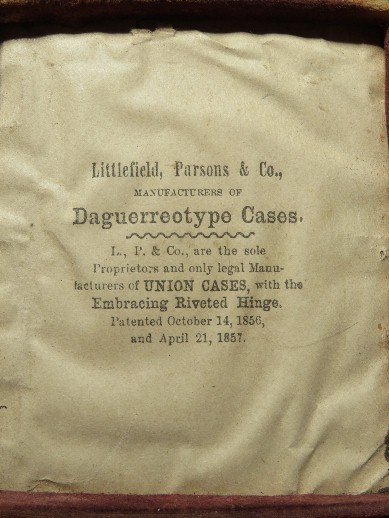 Littlefield, Parsons & Co.,
MANUFACTURERS OF
Daguerreotype Cases.
L., P. & Co., are the sole
Proprietors and only legal Manu-
facturers of UNION CASES, with the
Embracing Riveted Hinge.
Patented October 14, 1856,
and April 21, 1857.